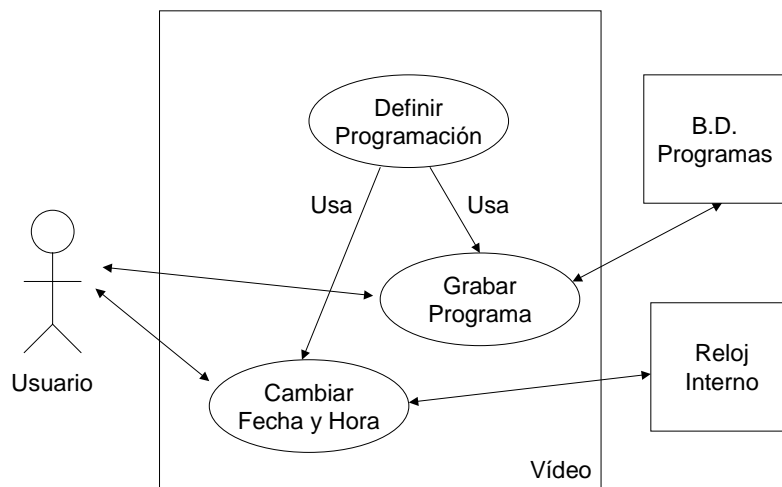 Definir
Programación
B.D.
Programas
Usa
Usa
Grabar
Programa
Usuario
Reloj
Interno
Cambiar
Fecha y Hora
Vídeo